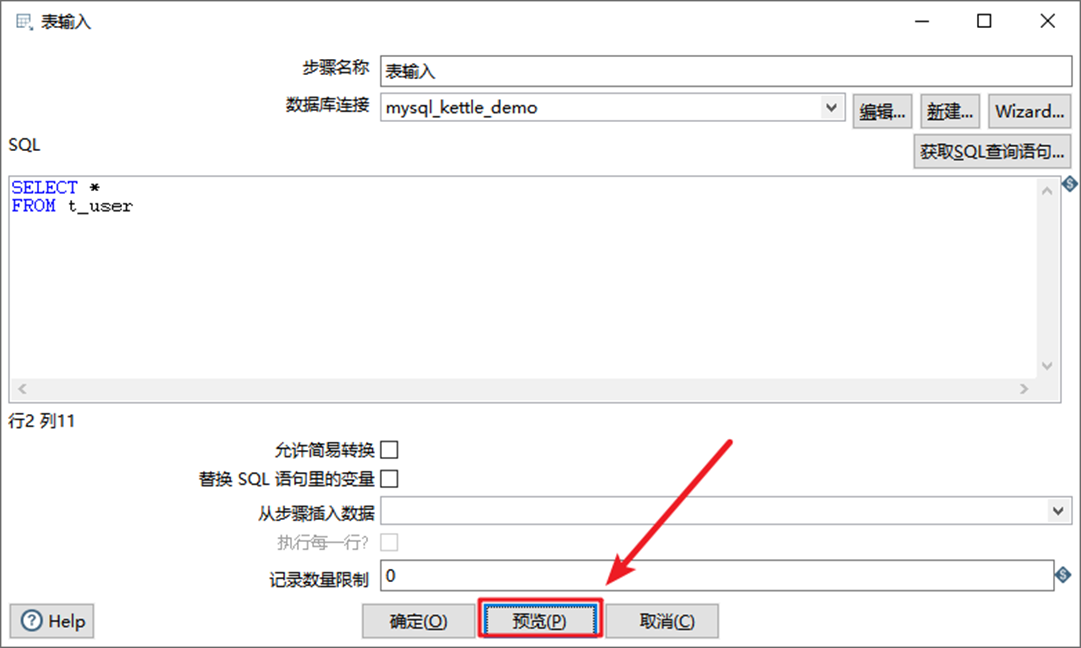 表输入
步骤名称 表输入
数据库连接 mysql_kettle_demo 编辑... 新建... Wizard...
SQL 获取SQL查询语句...
SELECT *
FROM t_user
行2 列11
允许简易转换
替换 SQL 语句里的变量
从步骤插入数据
执行每一行?
记录数量限制 0
Help 确定(O) 预览(P) 取消(C)